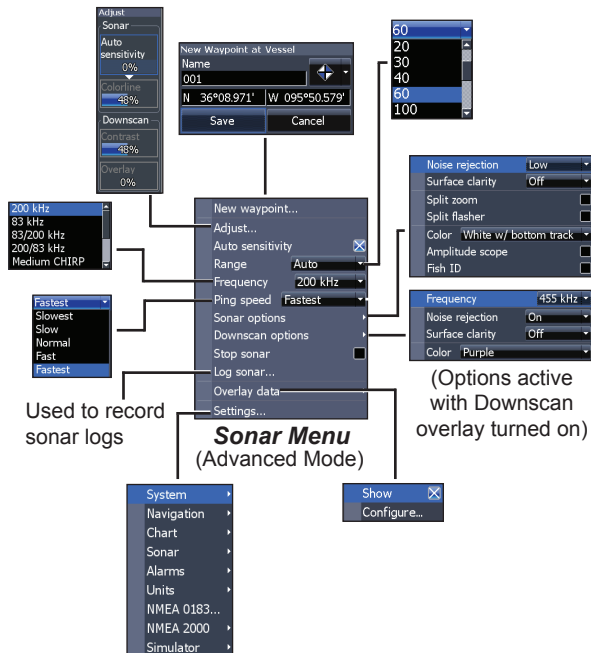 Adjust
Sonar
Auto
sensitivity
0%
Colorline
48%
Downscan
Contrast
48%
Overlay
0%
New Waypoint at Vessel
Name
001
N 36°08.971' W 095°50.579'
Save Cancel
60
20
30
40
60
100
200 kHz
83 kHz
83/200 kHz
200/83 kHz
Medium CHIRP
Fastest
Slowest
Slow
Normal
Fast
Fastest
Used to record
sonar logs
New waypoint...
Adjust...
Auto sensitivity
Range Auto
Frequency 200 kHz
Ping speed Fastest
Sonar options
Downscan options
Stop sonar
Log sonar...
Overlay data
Settings...
Sonar Menu
(Advanced Mode)
Noise rejection Low
Surface clarity Off
Split zoom
Split flasher
Color White w/ bottom track
Amplitude scope
Fish ID
Frequency 455 kHz
Noise rejection On
Surface clarity Off
Color Purple
(Options active
with Downscan
overlay turned on)
System
Navigation
Chart
Sonar
Alarms
Units
NMEA 0183...
NMEA 2000
Simulator
Show
Configure...